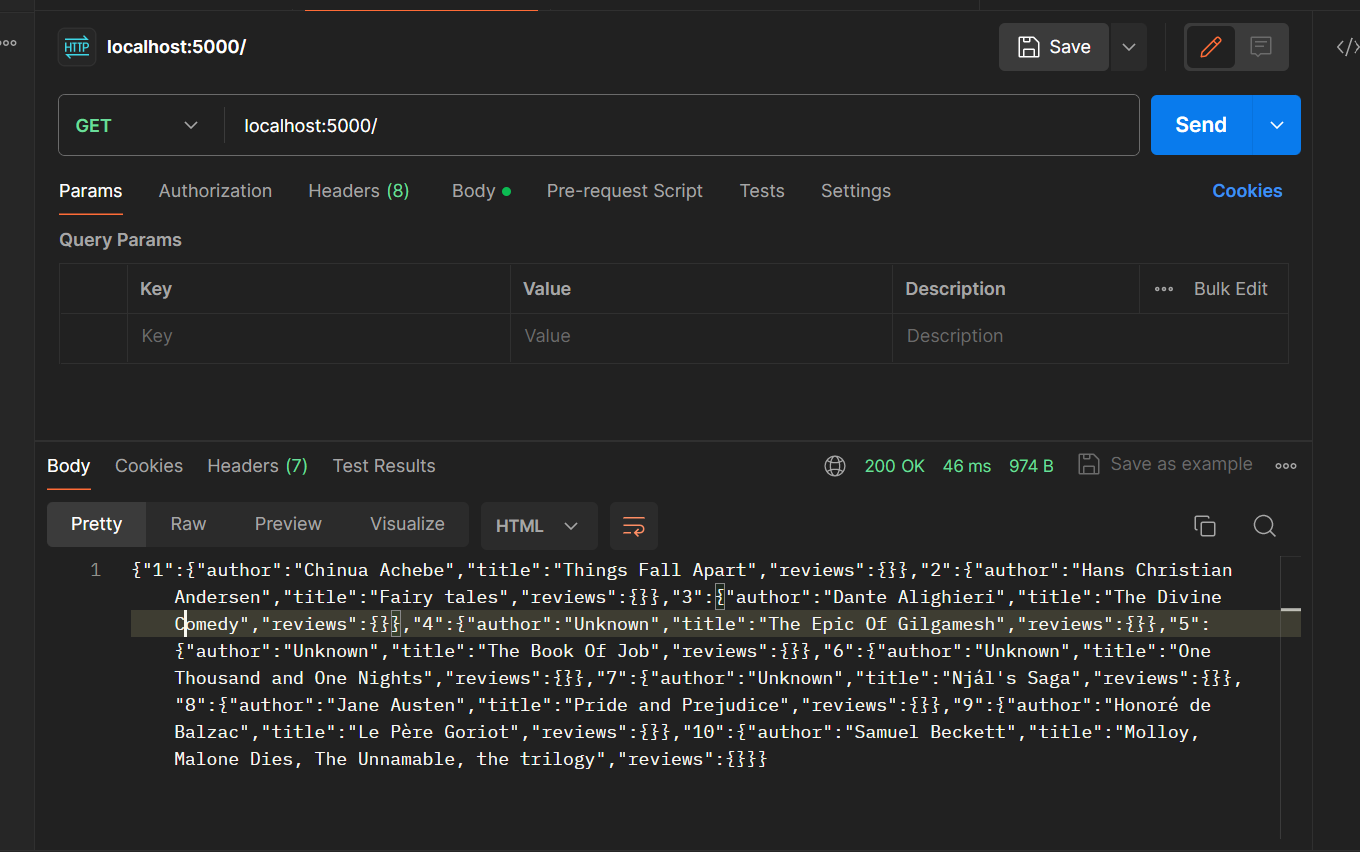 HTTP localhost:5000/ Save
GET localhost:5000/ Send
Params Authorization Headers (8) Body Pre-request Script Tests Settings Cookies
Query Params
Key Value Description Bulk Edit
Key Value Description
Body Cookies Headers (7) Test Results 200 OK 46 ms 974 B Save as example
Pretty Raw Preview Visualize HTML
1 {"1":{"author":"Chinua Achebe","title":"Things Fall Apart","reviews":{}},"2":{"author":"Hans Christian
Andersen","title":"Fairy tales","reviews":{}},"3":{"author":"Dante Alighieri","title":"The Divine
Comedy","reviews":{}},"4":{"author":"Unknown","title":"The Epic Of Gilgamesh","reviews":{}},"5":
{"author":"Unknown","title":"The Book Of Job","reviews":{}},"6":{"author":"Unknown","title":"One
Thousand and One Nights","reviews":{}},"7":{"author":"Unknown","title":"Njál's Saga","reviews":{}},
"8":{"author":"Jane Austen","title":"Pride and Prejudice","reviews":{}},"9":{"author":"Honoré de
Balzac","title":"Le Père Goriot","reviews":{}},"10":{"author":"Samuel Beckett","title":"Molloy,
Malone Dies, The Unnamable, the trilogy","reviews":{}}}